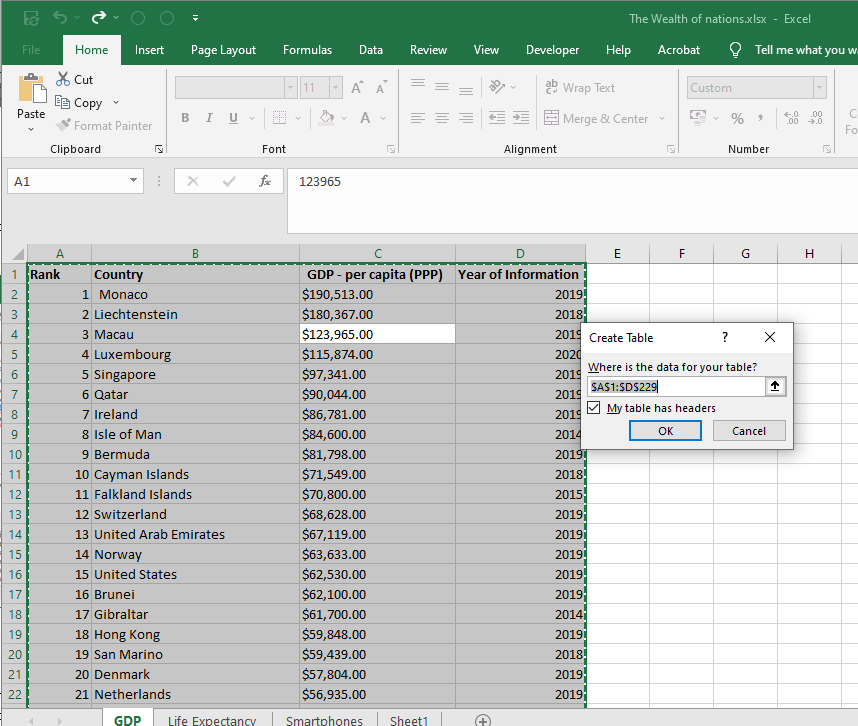 The Wealth of nations.xlsx - Excel
File Home Insert Page Layout Formulas Data Review View Developer Help Acrobat Tell me what you w
Cut
Copy
Format Painter
Paste
11
ab Wrap Text
Merge & Center
Custom
B I U A % ,
Clipboard Font Alignment Number
A1 fx 123965
A B C D E F G H
1 Rank Country GDP - per capita (PPP) Year of Information
2 1 Monaco $190,513.00 2019
3 2 Liechtenstein $180,367.00 2018
4 3 Macau $123,965.00 2019
5 4 Luxembourg $115,874.00 2020
6 5 Singapore $97,341.00 2019
7 6 Qatar $90,044.00 2019
8 7 Ireland $86,781.00 2019
9 8 Isle of Man $84,600.00 2014
10 9 Bermuda $81,798.00 2019
11 10 Cayman Islands $71,549.00 2018
12 11 Falkland Islands $70,800.00 2015
13 12 Switzerland $68,628.00 2019
14 13 United Arab Emirates $67,119.00 2019
15 14 Norway $63,633.00 2019
16 15 United States $62,530.00 2019
17 16 Brunei $62,100.00 2019
18 17 Gibraltar $61,700.00 2014
19 18 Hong Kong $59,848.00 2019
20 19 San Marino $59,439.00 2018
21 20 Denmark $57,804.00 2019
22 21 Netherlands $56,935.00 2019
Create Table ?
Where is the data for your table?
$A$1:$D$229
My table has headers
OK Cancel
GDP Life Expectancy Smartphones Sheet1